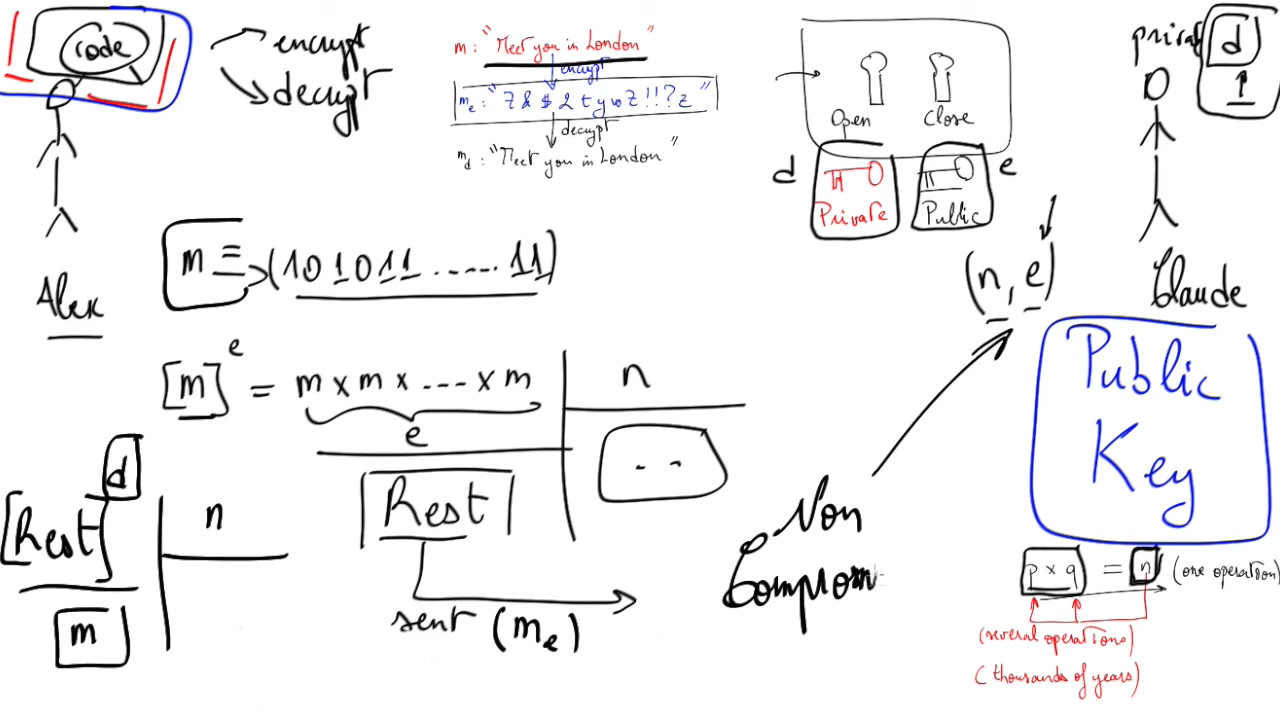 code
encrypt
decrypt
Alex
m : "Meet you in London"
encrypt
me : "7 & $ 2 t y w z !!? z"
decrypt
md : "Meet you in London"
Open
Close
d
e
Private
Public
private
d
Claude
(n, e)
Public
Key
m ≡ (101011......11)
[m]^e = m x m x ... x m
e
n
Rest
..
sent (me)
[Rest]^d
n
m
Non
Comprom
p x q = n (one operation)
(several operations)
(thousands of years)